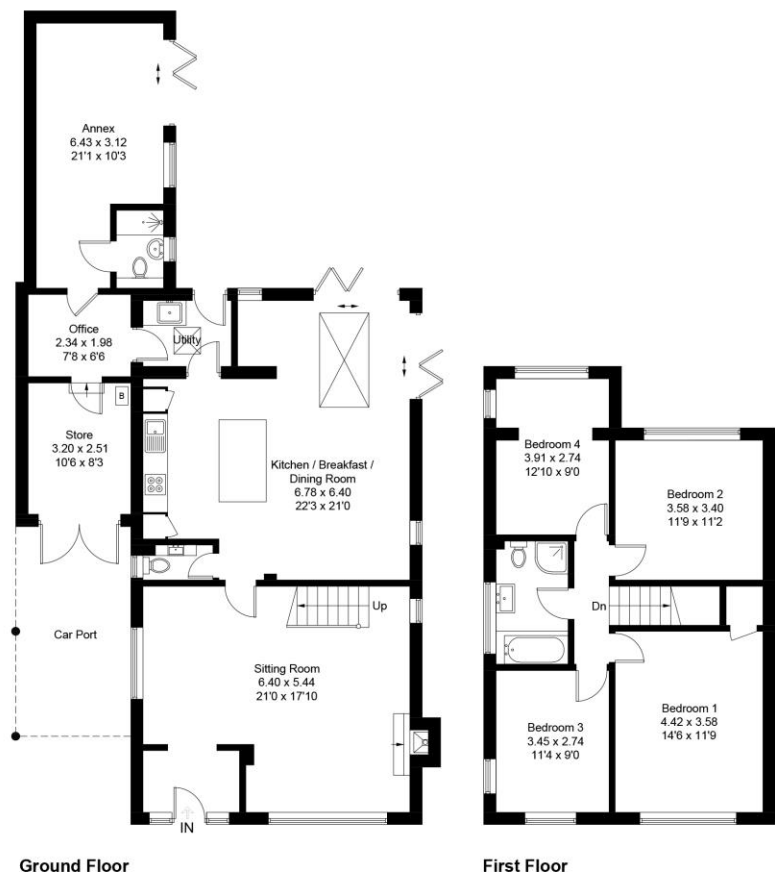 Annex
6.43 x 3.12
21'1 x 10'3
Office
2.34 x 1.98
7'8 x 6'6
Utility
B
Store
3.20 x 2.51
10'6 x 8'3
Kitchen / Breakfast /
Dining Room
6.78 x 6.40
22'3 x 21'0
Up
Car Port
Sitting Room
6.40 x 5.44
21'0 x 17'10
IN
Ground Floor
Bedroom 4
3.91 x 2.74
12'10 x 9'0
Bedroom 2
3.58 x 3.40
11'9 x 11'2
Dn
Bedroom 3
3.45 x 2.74
11'4 x 9'0
Bedroom 1
4.42 x 3.58
14'6 x 11'9
First Floor